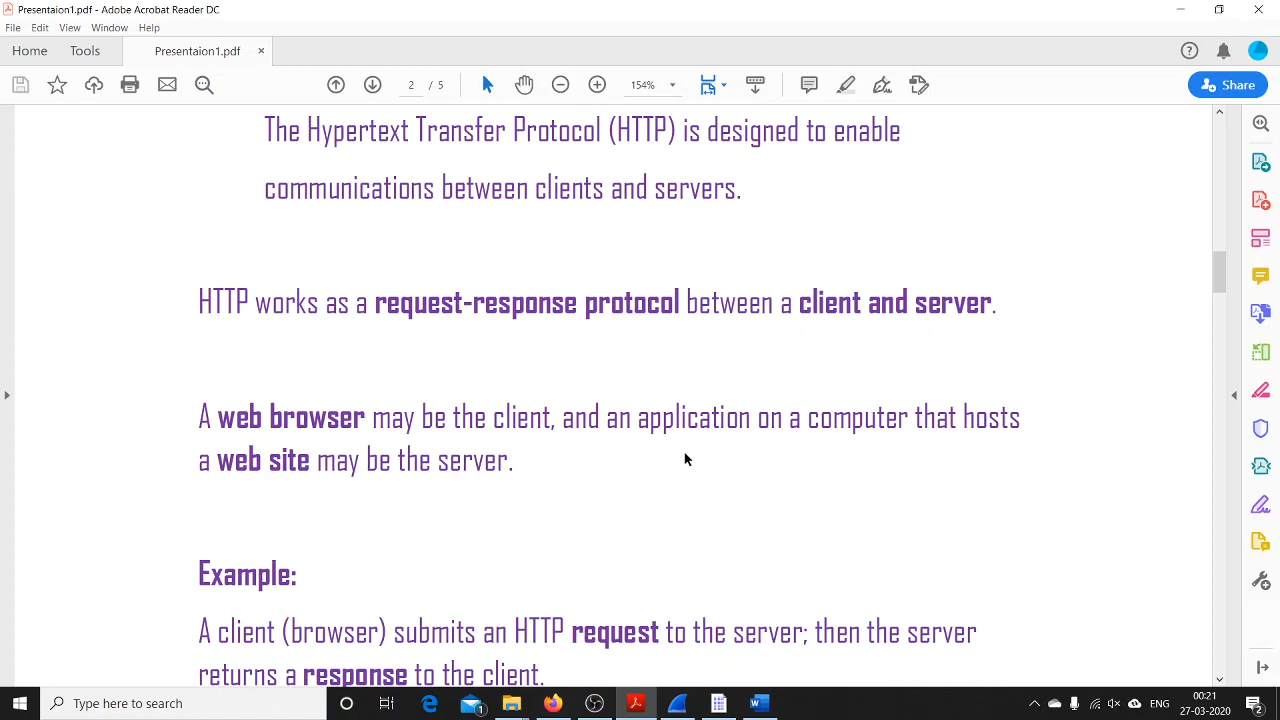 Presentaion1.pdf - Adobe Acrobat Reader DC
File Edit View Window Help
Home Tools Presentaion1.pdf ×
2 / 5 154% Share
The Hypertext Transfer Protocol (HTTP) is designed to enable
communications between clients and servers.
HTTP works as a request-response protocol between a client and server.
A web browser may be the client, and an application on a computer that hosts
a web site may be the server.
Example:
A client (browser) submits an HTTP request to the server; then the server
returns a response to the client.
Type here to search
1
ENG
00:21
27-03-2020
2